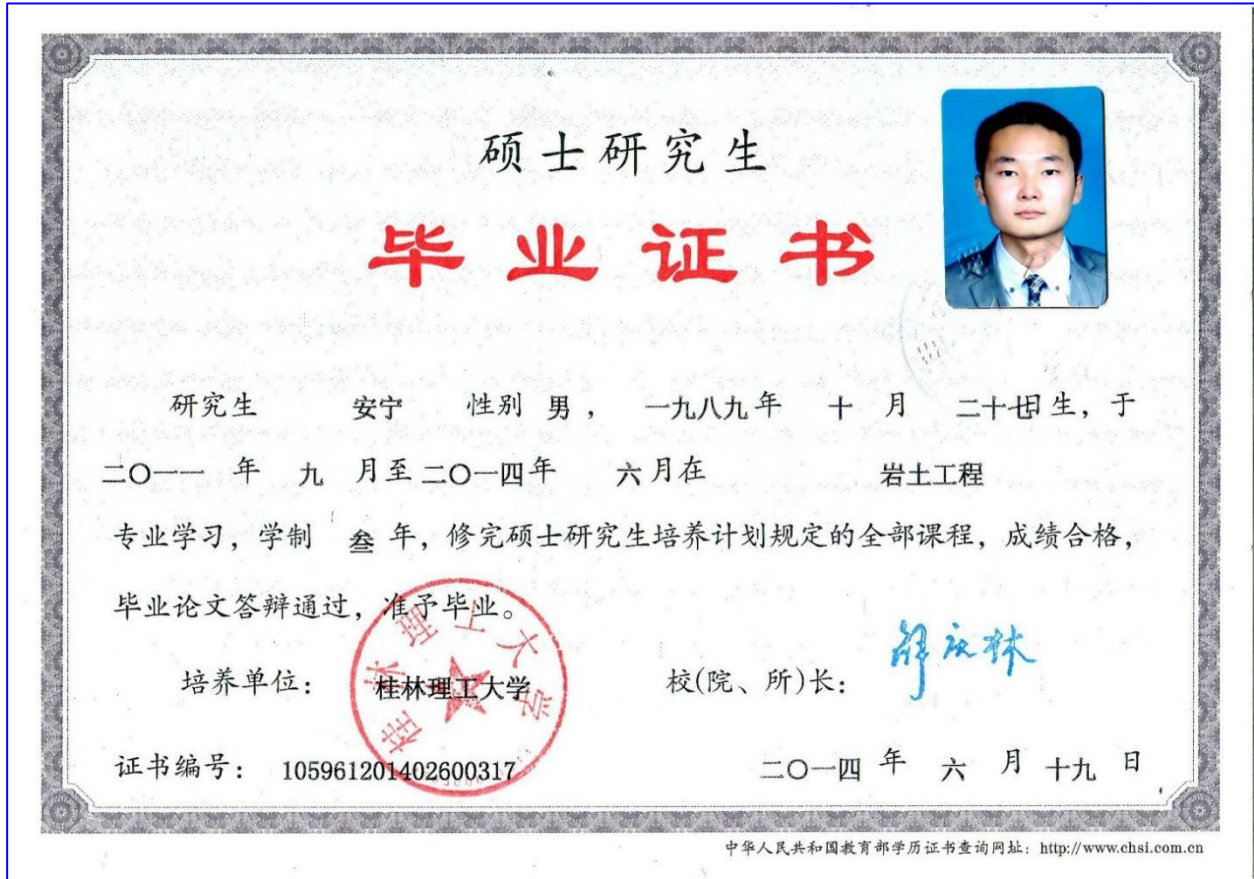 硕士研究生
毕业证书
研究生 安宁 性别 男， 一九八九年 十 月 二十七日生，于
二〇一一 年 九 月至二〇一四年 六月在 岩土工程
专业学习，学制 叁 年，修完硕士研究生培养计划规定的全部课程，成绩合格，
毕业论文答辩通过，准予毕业。
桂林理工大学
培养单位： 桂林理工大学 校(院、所)长：
证书编号： 105961201402600317 二〇一四 年 六 月 十九 日
中华人民共和国教育部学历证书查询网址：http://www.chsi.com.cn